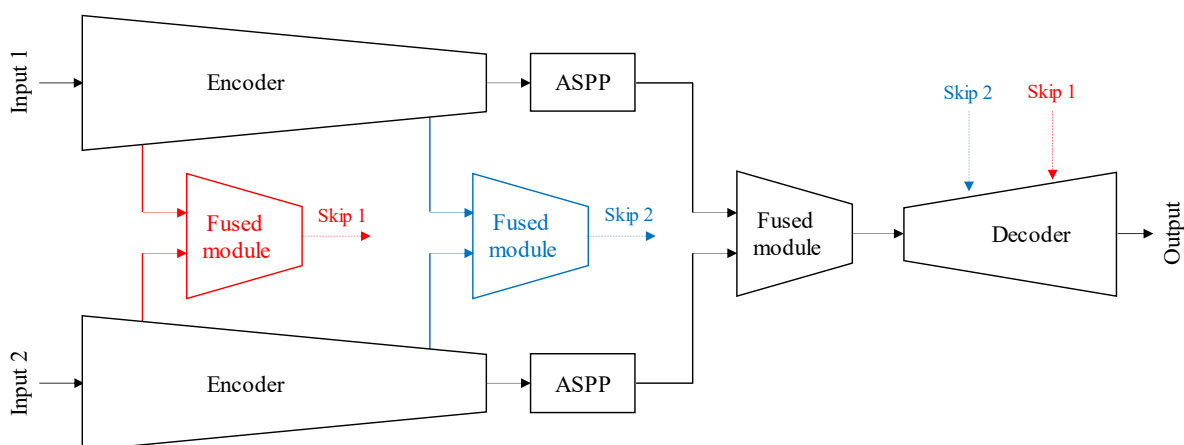 Input 1
Encoder
ASPP
Skip 2
Skip 1
Fused
module
Skip 1
Fused
module
Skip 2
Fused
module
Decoder
Output
Input 2
Encoder
ASPP